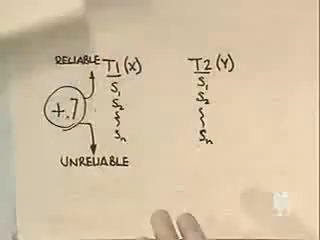 RELIABLE T1 (X) T2 (Y)
S1 S1
+.7 S2 S2
Sn Sn
UNRELIABLE